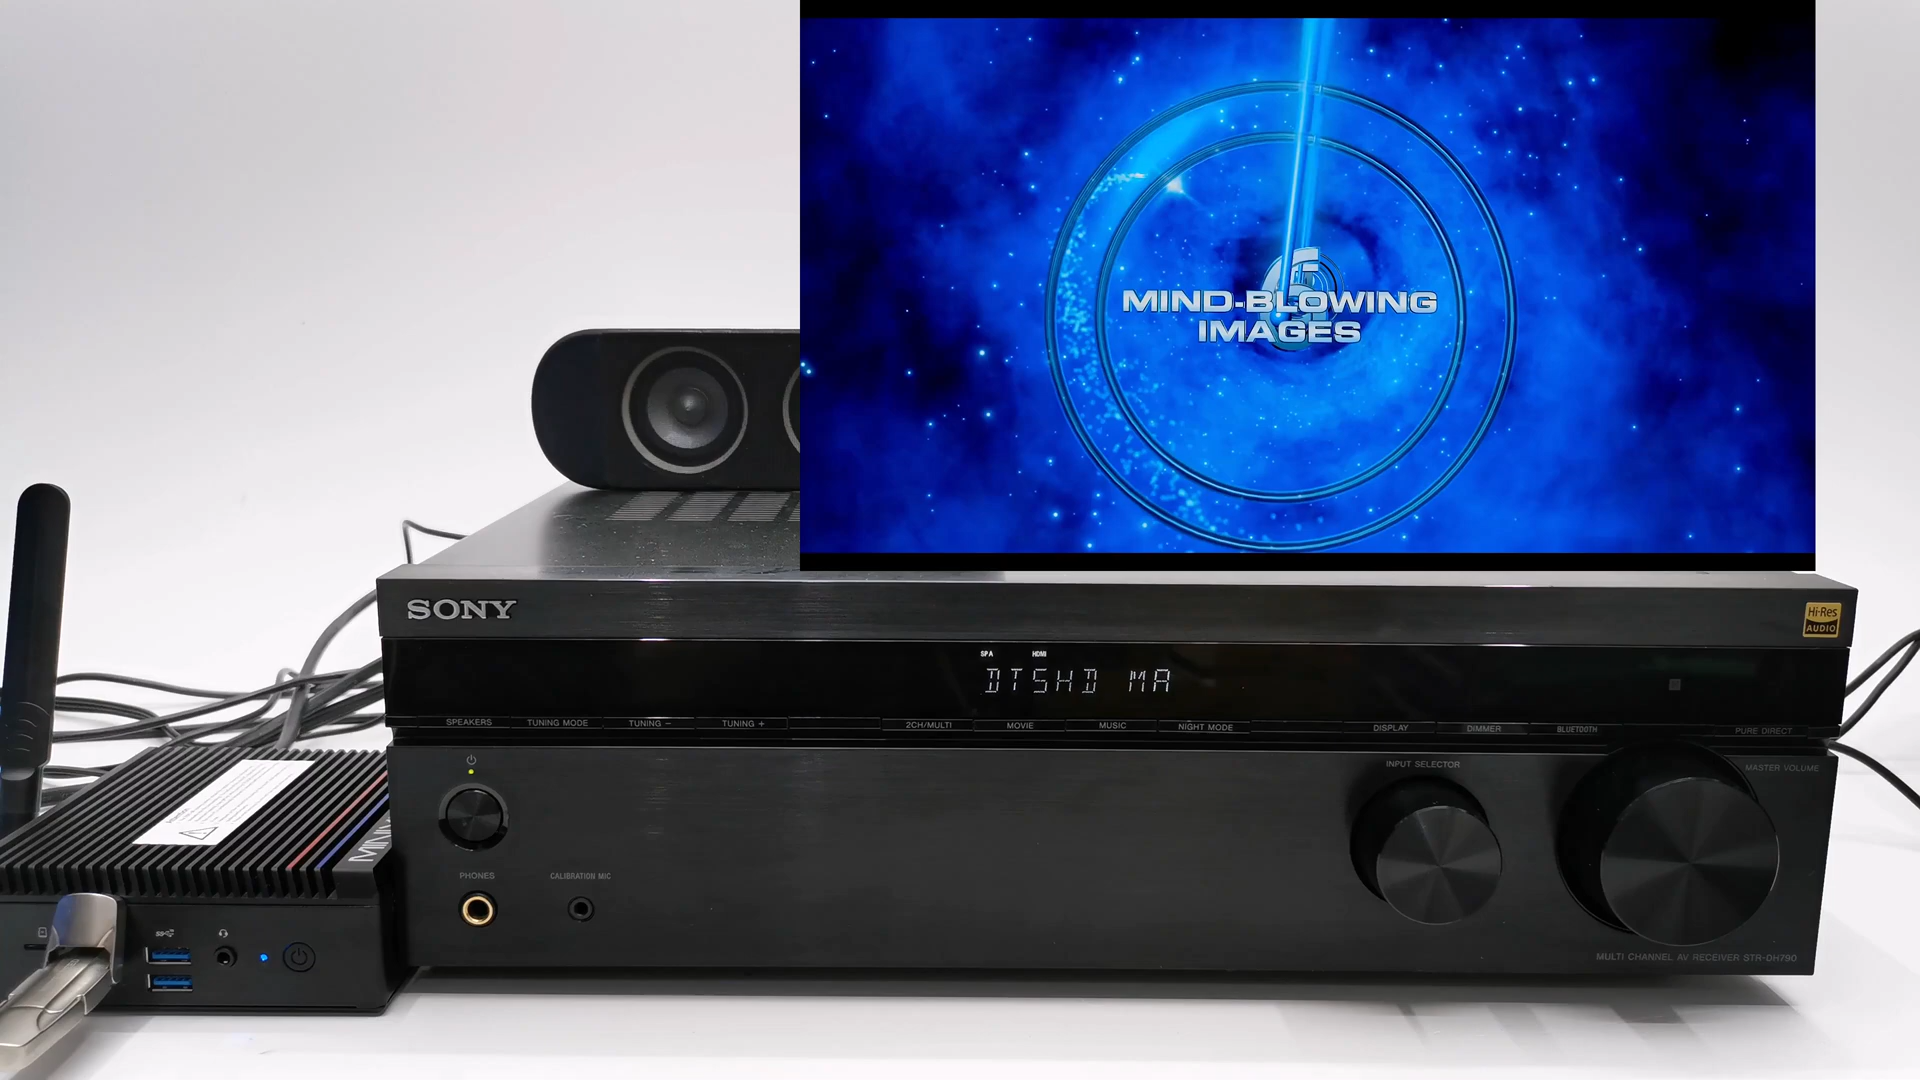 MIND-BLOWING
IMAGES
SONY
Hi-Res
AUDIO
SPA HDMI
DTSHD MA
SPEAKERS TUNING MODE TUNING − TUNING + 2CH/MULTI MOVIE MUSIC NIGHT MODE DISPLAY DIMMER BLUETOOTH PURE DIRECT
INPUT SELECTOR
MASTER VOLUME
PHONES
CALIBRATION MIC
MULTI CHANNEL AV RECEIVER STR-DH790